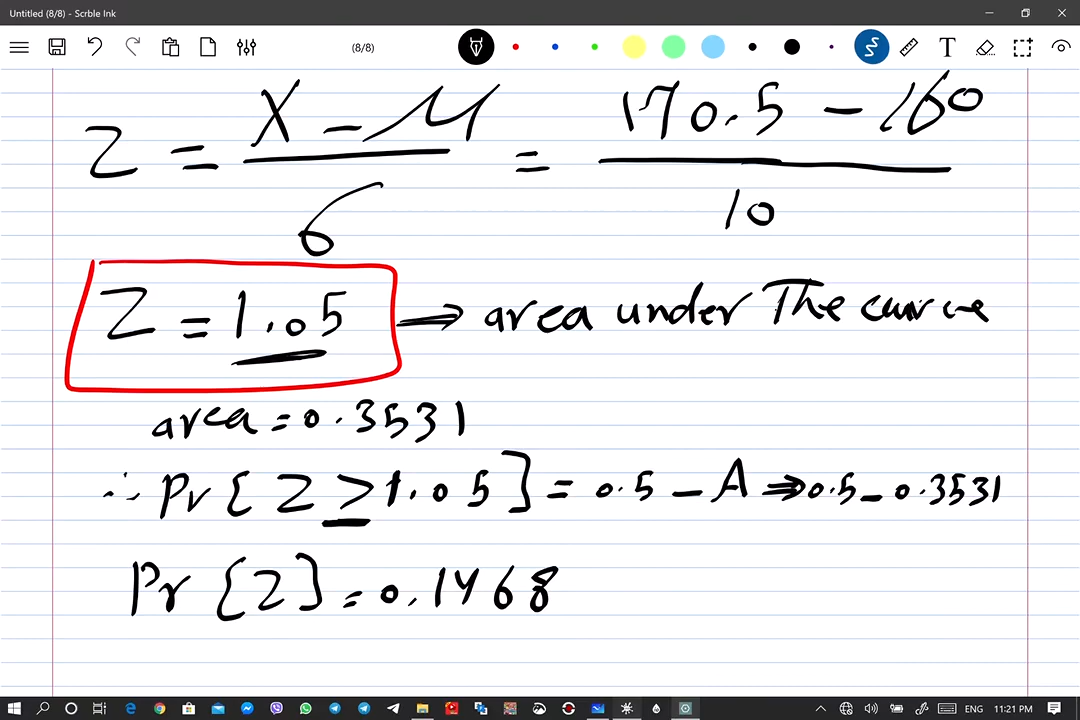 Untitled (8/8) - Scrble Ink
(8/8)
Z = X - μ / σ = 170.5 - 160 / 10
Z = 1.05 ⇒ area under The curve
area = 0.3531
∴ Pr{Z ≥ 1.05] = 0.5 - A ⇒ 0.5 - 0.3531
Pr{Z] = 0.1468
ENG 11:21 PM